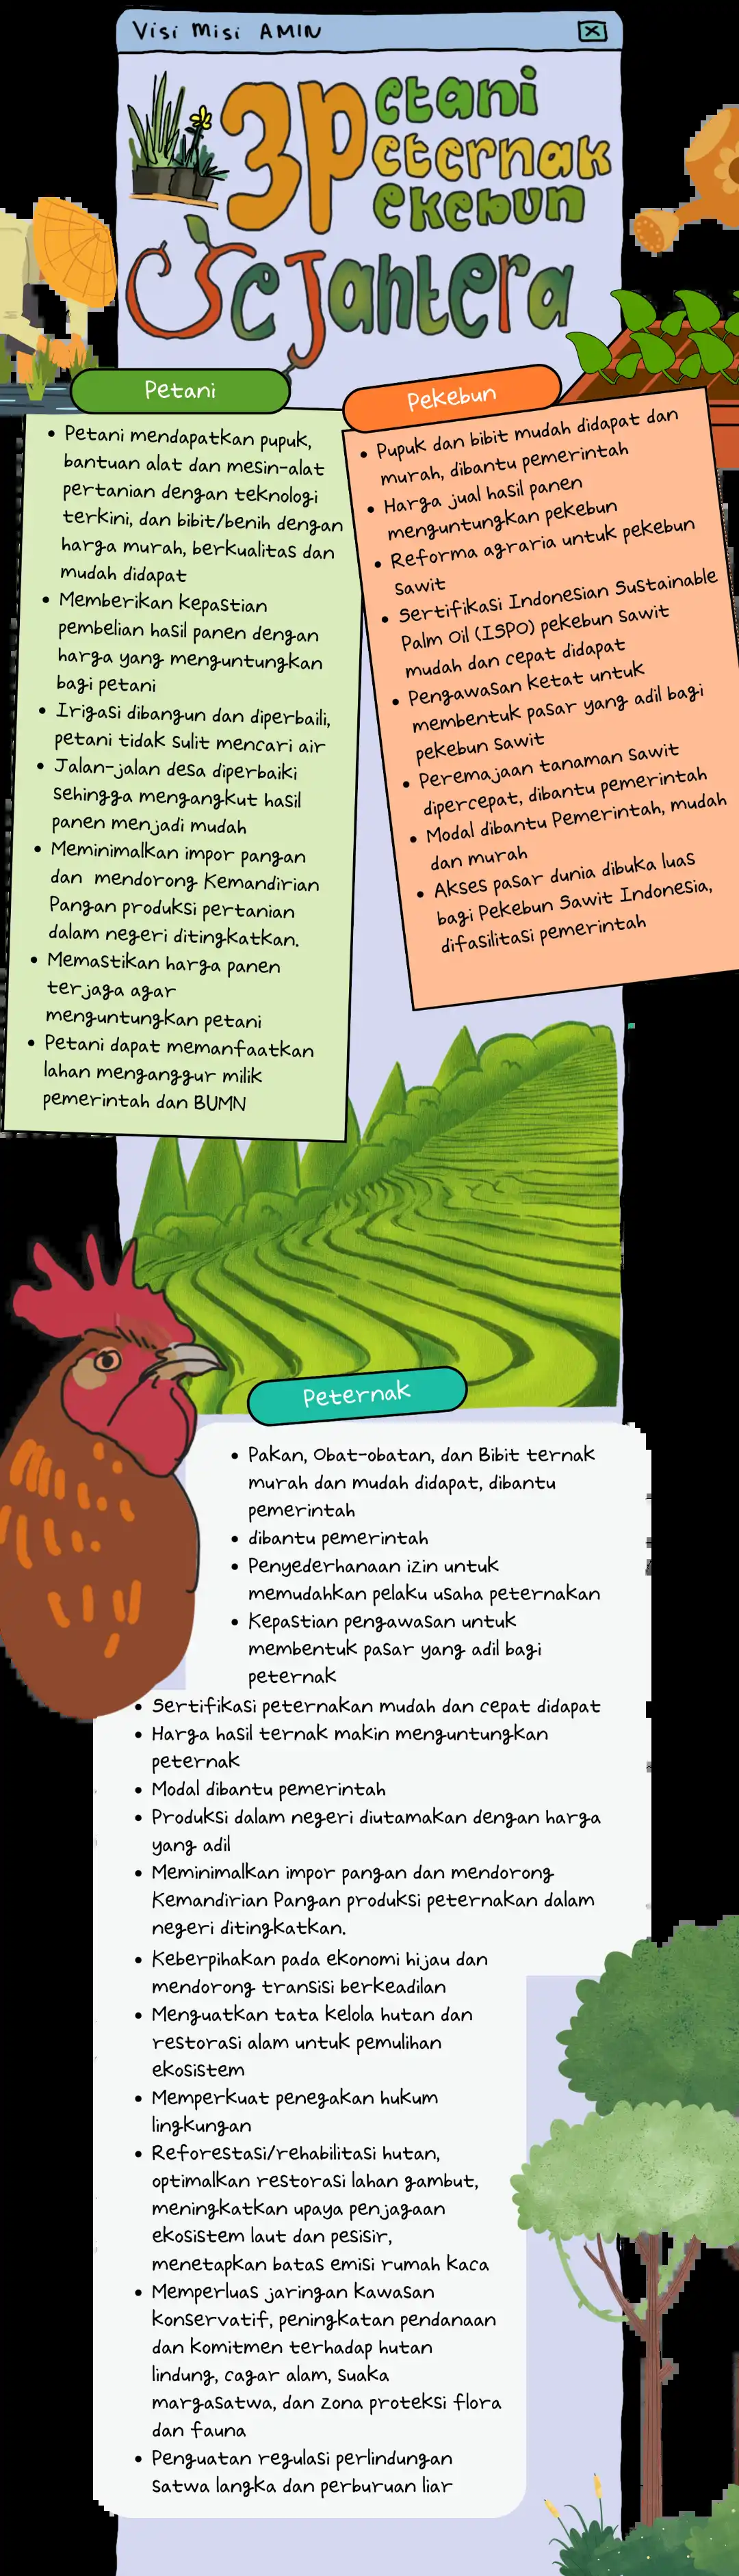 Visi Misi AMIN
3P etani
eternak
ekebun
Sejahtera
Petani
Petani mendapatkan pupuk,
bantuan alat dan mesin-alat
pertanian dengan teknologi
terkini, dan bibit/benih dengan
harga murah, berkualitas dan
mudah didapat
Memberikan Kepastian
pembelian hasil panen dengan
harga yang menguntungkan
bagi petani
Irigasi dibangun dan diperbaili,
petani tidak sulit mencari air
Jalan-jalan desa diperbaiki
sehingga mengangkut hasil
panen menjadi mudah
Meminimalkan impor pangan
dan mendorong Kemandirian
Pangan produksi pertanian
dalam negeri ditingkatkan.
Memastikan harga panen
terjaga agar
menguntungkan petani
Petani dapat memanfaatkan
lahan menganggur milik
pemerintah dan BUMN
Pekebun
Pupuk dan bibit mudah didapat dan
murah, dibantu pemerintah
Harga jual hasil panen
menguntungkan pekebun
Reforma agraria untuk pekebun
sawit
Sertifikasi Indonesian Sustainable
Palm Oil (ISPO) pekebun sawit
mudah dan cepat didapat
Pengawasan ketat untuk
membentuk pasar yang adil bagi
pekebun sawit
Peremajaan tanaman sawit
dipercepat, dibantu pemerintah
Modal dibantu Pemerintah, mudah
dan murah
Akses pasar dunia dibuka luas
bagi Pekebun Sawit Indonesia,
difasilitasi pemerintah
Peternak
Pakan, Obat-obatan, dan Bibit ternak
murah dan mudah didapat, dibantu
pemerintah
dibantu pemerintah
Penyederhanaan izin untuk
memudahkan pelaku usaha peternakan
Kepastian pengawasan untuk
membentuk pasar yang adil bagi
peternak
Sertifikasi peternakan mudah dan cepat didapat
Harga hasil ternak makin menguntungkan
peternak
Modal dibantu pemerintah
Produksi dalam negeri diutamakan dengan harga
yang adil
Meminimalkan impor pangan dan mendorong
Kemandirian Pangan produksi peternakan dalam
negeri ditingkatkan.
Keberpihakan pada ekonomi hijau dan
mendorong transisi berkeadilan
Menguatkan tata kelola hutan dan
restorasi alam untuk pemulihan
ekosistem
Memperkuat penegakan hukum
lingkungan
Reforestasi/rehabilitasi hutan,
optimalkan restorasi lahan gambut,
meningkatkan upaya penjagaan
ekosistem laut dan pesisir,
menetapkan batas emisi rumah kaca
Memperluas jaringan kawasan
konservatif, peningkatan pendanaan
dan komitmen terhadap hutan
lindung, cagar alam, suaka
margasatwa, dan zona proteksi flora
dan fauna
Penguatan regulasi perlindungan
satwa langka dan perburuan liar